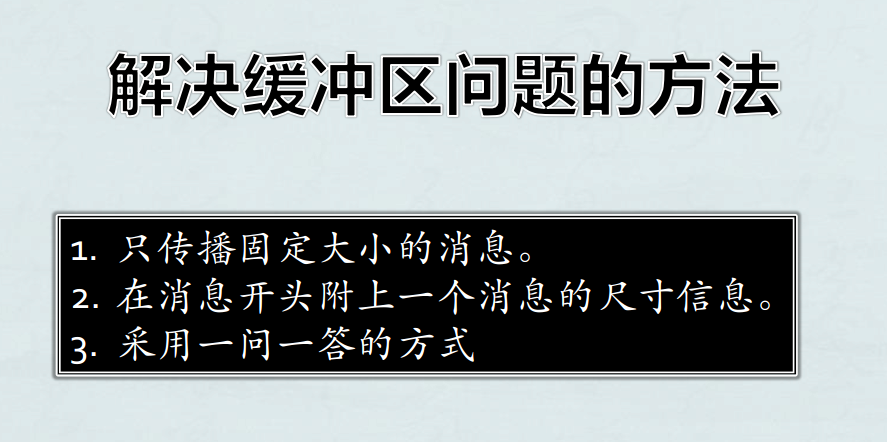 解决缓冲区问题的方法
1. 只传播固定大小的消息。
2. 在消息开头附上一个消息的尺寸信息。
3. 采用一问一答的方式